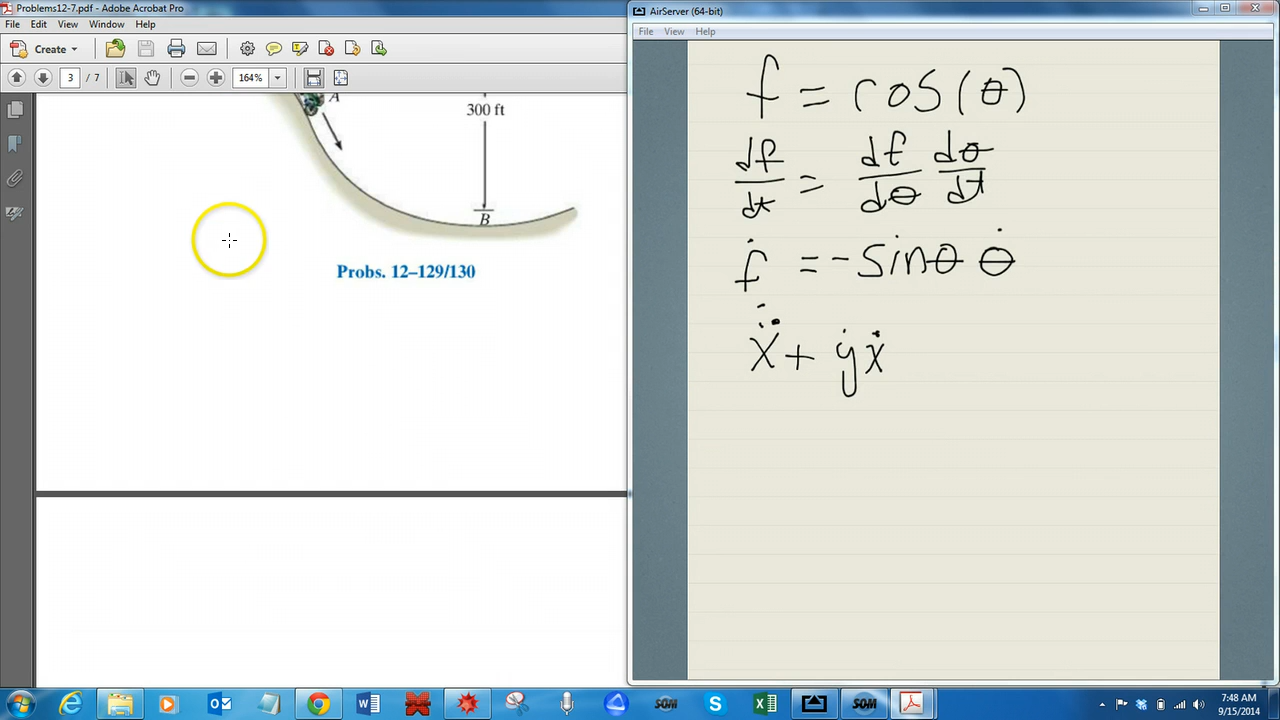 Problems12-7.pdf - Adobe Acrobat Pro
File Edit View Window Help
Create
3 / 7
164%
A
300 ft
B
Probs. 12–129/130
AirServer (64-bit)
File View Help
f = cos(θ)
df/dt = df/dθ dθ/dt
ḟ = -sinθ θ̇
ẍ + ẏẋ
SOM
S
SOM
7:48 AM
9/15/2014